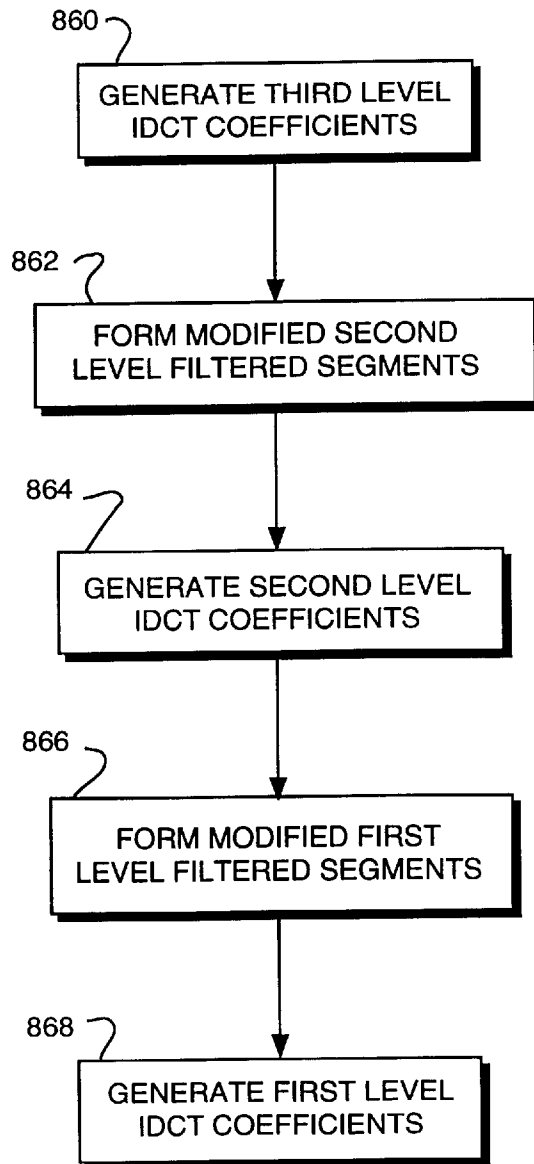 860
GENERATE THIRD LEVEL
IDCT COEFFICIENTS
862
FORM MODIFIED SECOND
LEVEL FILTERED SEGMENTS
864
GENERATE SECOND LEVEL
IDCT COEFFICIENTS
866
FORM MODIFIED FIRST
LEVEL FILTERED SEGMENTS
868
GENERATE FIRST LEVEL
IDCT COEFFICIENTS